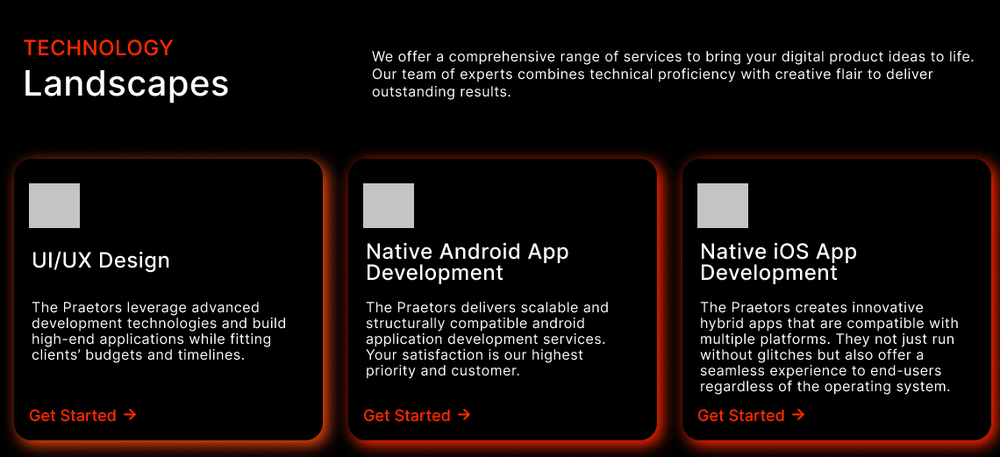 TECHNOLOGY
Landscapes
We offer a comprehensive range of services to bring your digital product ideas to life.
Our team of experts combines technical proficiency with creative flair to deliver
outstanding results.
UI/UX Design
The Praetors leverage advanced
development technologies and build
high-end applications while fitting
clients’ budgets and timelines.
Get Started →
Native Android App
Development
The Praetors delivers scalable and
structurally compatible android
application development services.
Your satisfaction is our highest
priority and customer.
Get Started →
Native iOS App
Development
The Praetors creates innovative
hybrid apps that are compatible with
multiple platforms. They not just run
without glitches but also offer a
seamless experience to end-users
regardless of the operating system.
Get Started →